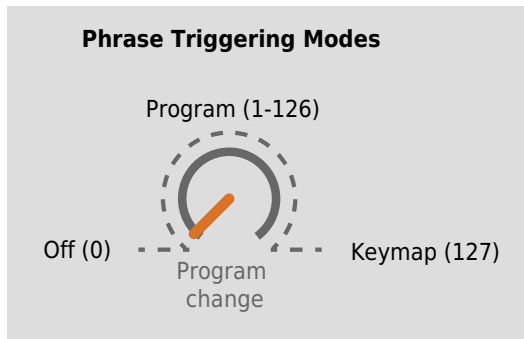 Phrase Triggering Modes
Program (1-126)
Off (0)
Keymap (127)
Program
change